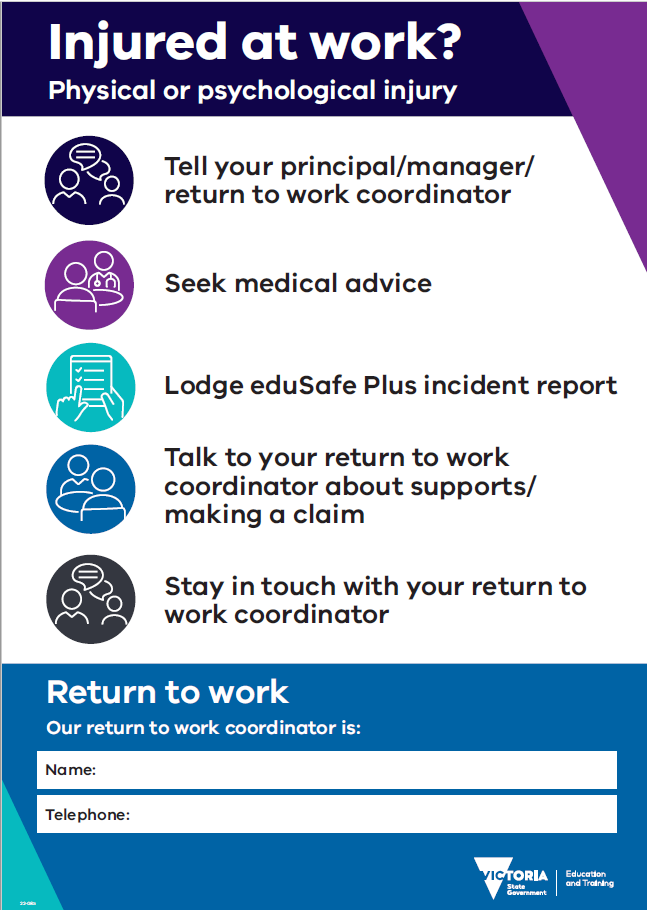 Injured at work?
Physical or psychological injury
Tell your principal/manager/
return to work coordinator
Seek medical advice
Lodge eduSafe Plus incident report
Talk to your return to work
coordinator about supports/
making a claim
Stay in touch with your return to
work coordinator
Return to work
Our return to work coordinator is:
Name:
Telephone:
VICTORIA
State
Government
Education
and Training